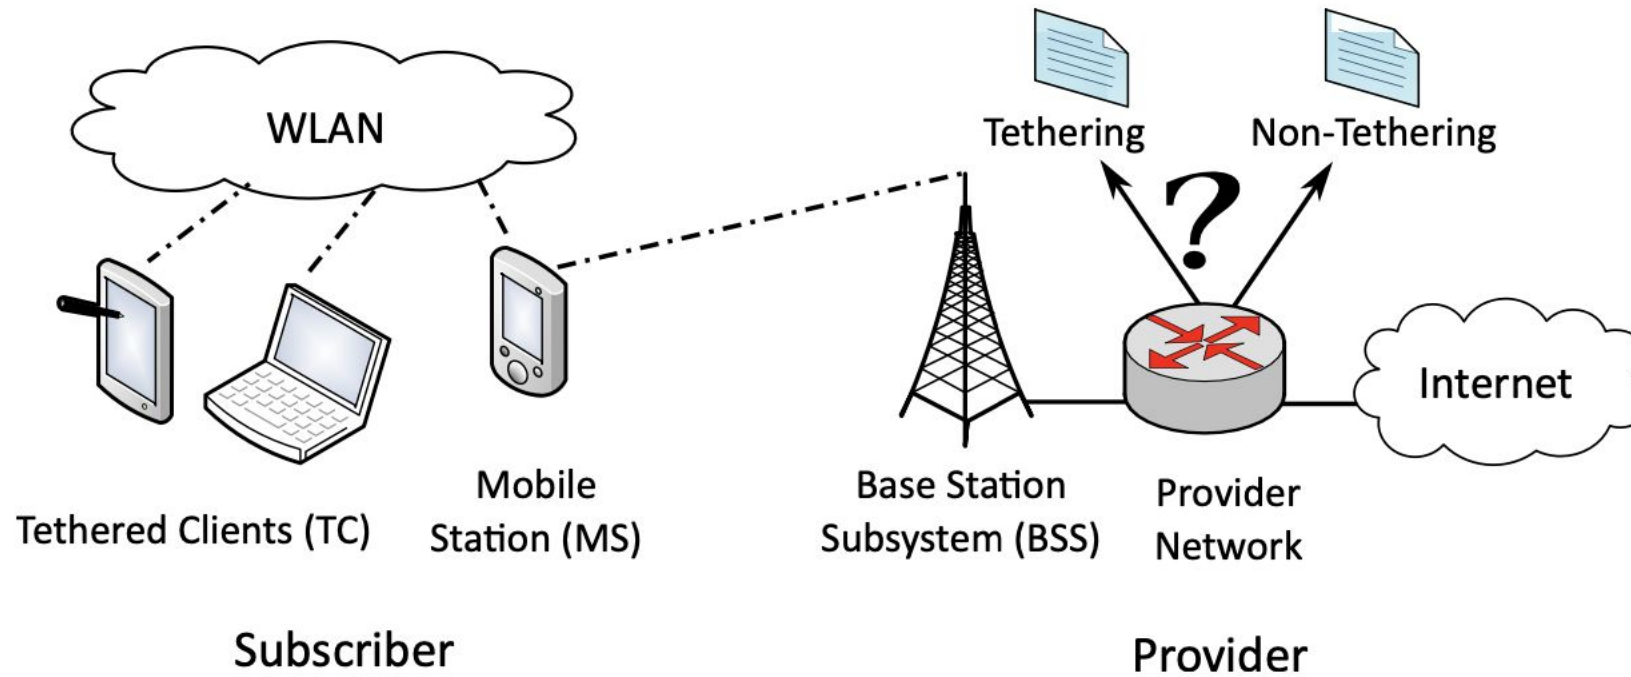 WLAN
Tethering
Non-Tethering
?
Internet
Tethered Clients (TC)
Mobile
Station (MS)
Base Station
Subsystem (BSS)
Provider
Network
Subscriber
Provider